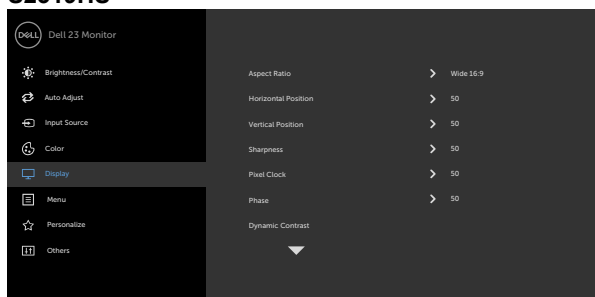 Dell 23 Monitor
Brightness/Contrast
Auto Adjust
Input Source
Color
Display
Menu
Personalize
Others
Aspect Ratio Wide 16:9
Horizontal Position 50
Vertical Position 50
Sharpness 50
Pixel Clock 50
Phase 50
Dynamic Contrast